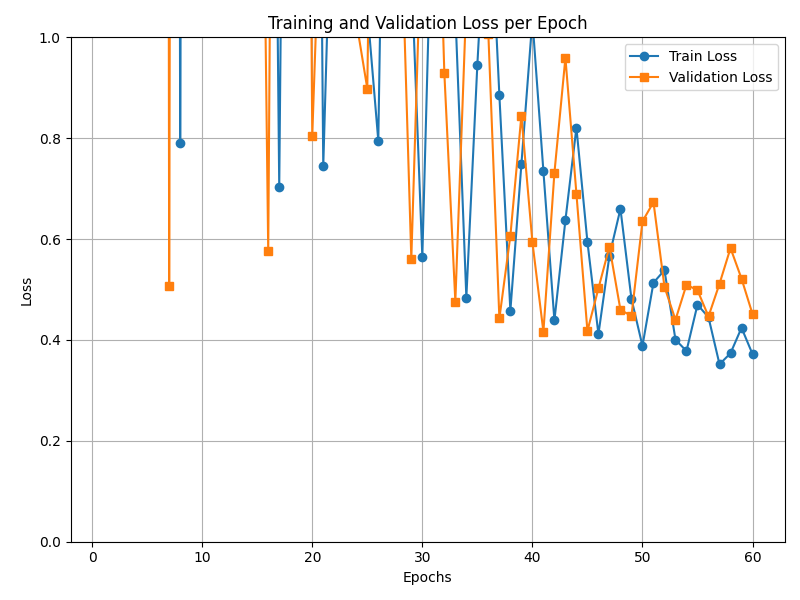 Training and Validation Loss per Epoch
Train Loss
Validation Loss
Loss
1.0
0.8
0.6
0.4
0.2
0.0
0 10 20 30 40 50 60
Epochs